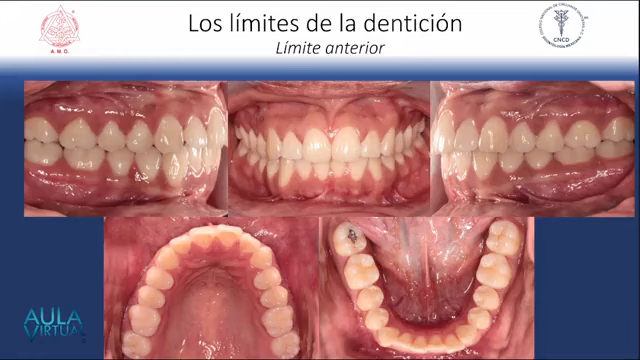 Los límites de la dentición
Límite anterior
A. M. O.
CNCD
AULA
VIRTUAL